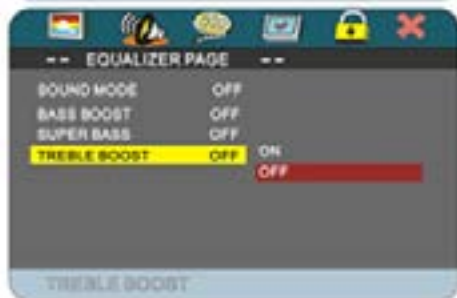 -- EQUALIZER PAGE --
SOUND MODE OFF
BASS BOOST OFF
SUPER BASS OFF
TREBLE BOOST OFF ON
OFF
TREBLE BOOST